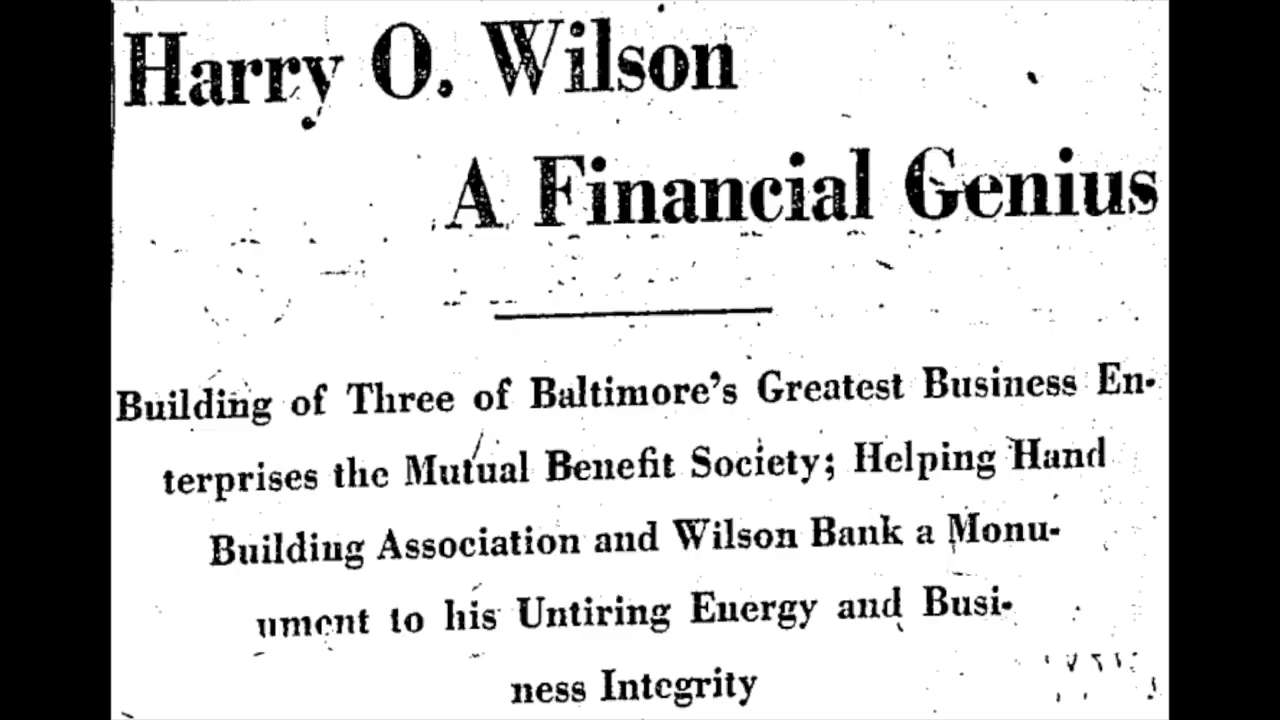 Harry O. Wilson
A Financial Genius
Building of Three of Baltimore's Greatest Business En-
terprises the Mutual Benefit Society; Helping Hand
Building Association and Wilson Bank a Monu-
ument to his Untiring Energy and Busi-
ness Integrity